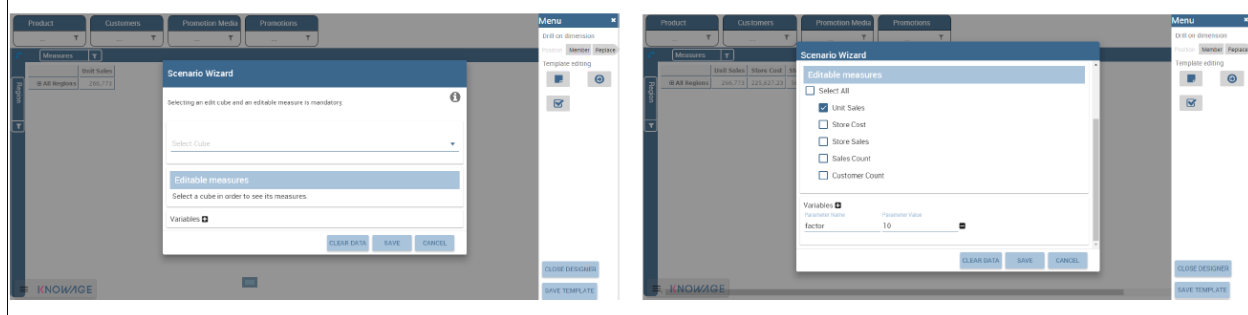 Product
Customers
Promotion Media
Promotions
...
...
...
...
Measures
Unit Sales
All Regions
266,773
Region
Scenario Wizard
Selecting an edit cube and an editable measure is mandatory.
Select Cube
Editable measures
Select a cube in order to see its measures.
Variables
CLEAR DATA
SAVE
CANCEL
KNOWAGE
Menu
Drill on dimension
Position
Member
Replace
Template editing
CLOSE DESIGNER
SAVE TEMPLATE
Product
Customers
Promotion Media
Promotions
...
...
...
...
Measures
Unit Sales
Store Cost
All Regions
266,773
225,627.23
Region
Scenario Wizard
Editable measures
Select All
Unit Sales
Store Cost
Store Sales
Sales Count
Customer Count
Variables
Parameter Name
Parameter Value
factor
10
CLEAR DATA
SAVE
CANCEL
KNOWAGE
Menu
Drill on dimension
Position
Member
Replace
Template editing
CLOSE DESIGNER
SAVE TEMPLATE